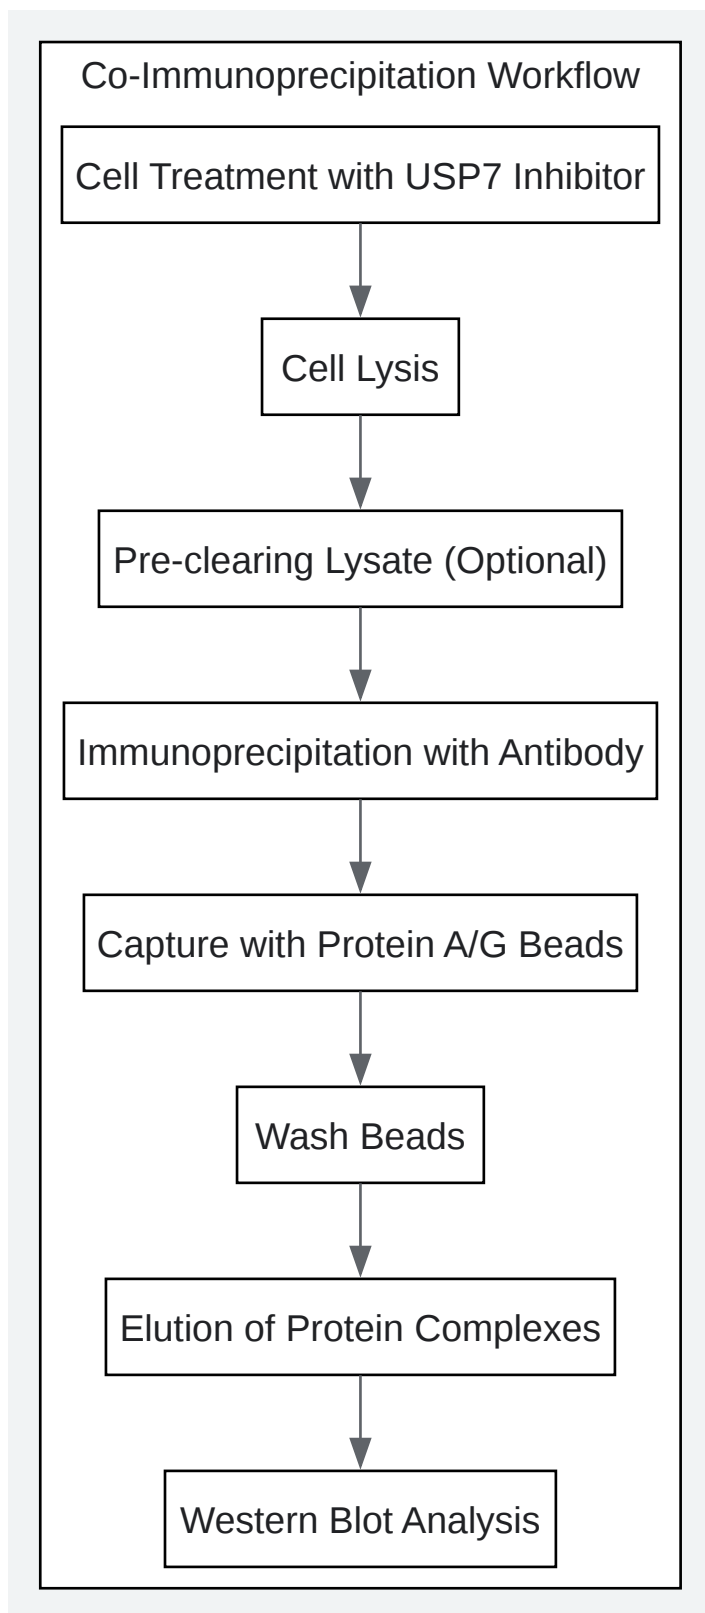 Co-Immunoprecipitation Workflow
Cell Treatment with USP7 Inhibitor
Cell Lysis
Pre-clearing Lysate (Optional)
Immunoprecipitation with Antibody
Capture with Protein A/G Beads
Wash Beads
Elution of Protein Complexes
Western Blot Analysis